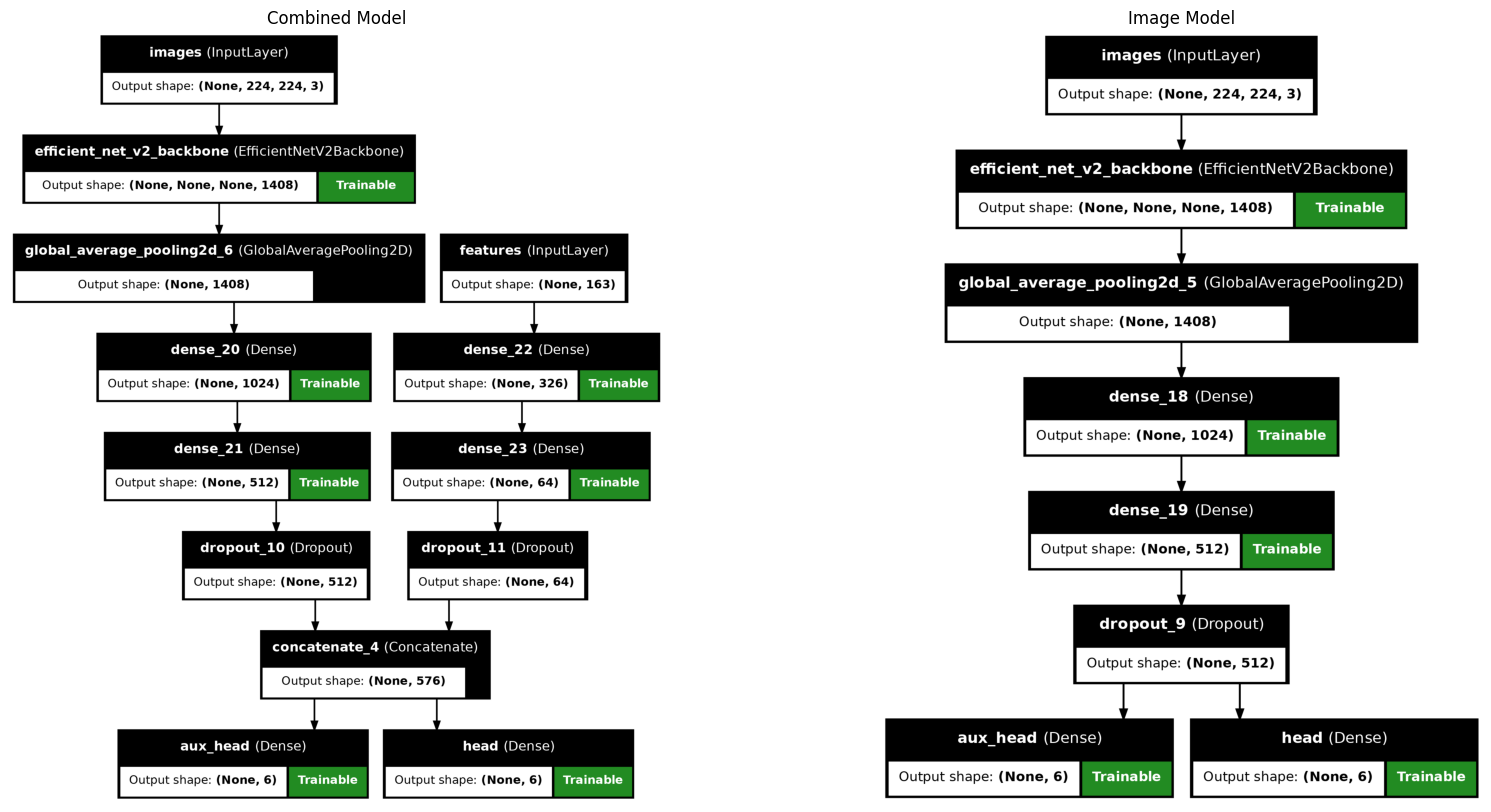 Combined Model
images (InputLayer)
Output shape: (None, 224, 224, 3)
efficient_net_v2_backbone (EfficientNetV2Backbone)
Output shape: (None, None, None, 1408) Trainable
global_average_pooling2d_6 (GlobalAveragePooling2D)
Output shape: (None, 1408)
features (InputLayer)
Output shape: (None, 163)
dense_20 (Dense)
Output shape: (None, 1024) Trainable
dense_22 (Dense)
Output shape: (None, 326) Trainable
dense_21 (Dense)
Output shape: (None, 512) Trainable
dense_23 (Dense)
Output shape: (None, 64) Trainable
dropout_10 (Dropout)
Output shape: (None, 512)
dropout_11 (Dropout)
Output shape: (None, 64)
concatenate_4 (Concatenate)
Output shape: (None, 576)
aux_head (Dense)
Output shape: (None, 6) Trainable
head (Dense)
Output shape: (None, 6) Trainable
Image Model
images (InputLayer)
Output shape: (None, 224, 224, 3)
efficient_net_v2_backbone (EfficientNetV2Backbone)
Output shape: (None, None, None, 1408) Trainable
global_average_pooling2d_5 (GlobalAveragePooling2D)
Output shape: (None, 1408)
dense_18 (Dense)
Output shape: (None, 1024) Trainable
dense_19 (Dense)
Output shape: (None, 512) Trainable
dropout_9 (Dropout)
Output shape: (None, 512)
aux_head (Dense)
Output shape: (None, 6) Trainable
head (Dense)
Output shape: (None, 6) Trainable